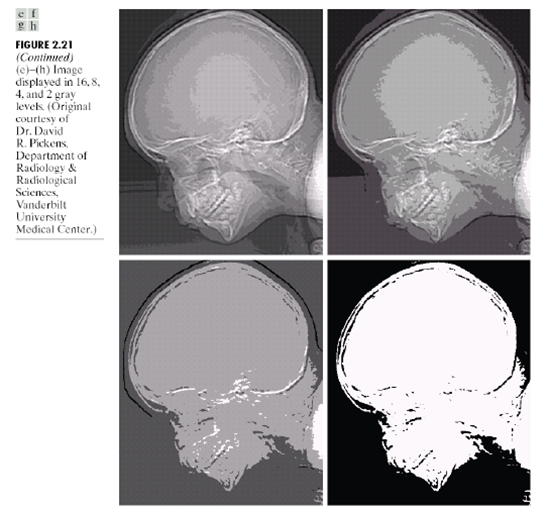 e f
g h
FIGURE 2.21
(Continued)
(e)–(h) Image
displayed in 16, 8,
4, and 2 gray
levels. (Original
courtesy of
Dr. David
R. Pickens,
Department of
Radiology &
Radiological
Sciences,
Vanderbilt
University
Medical Center.)